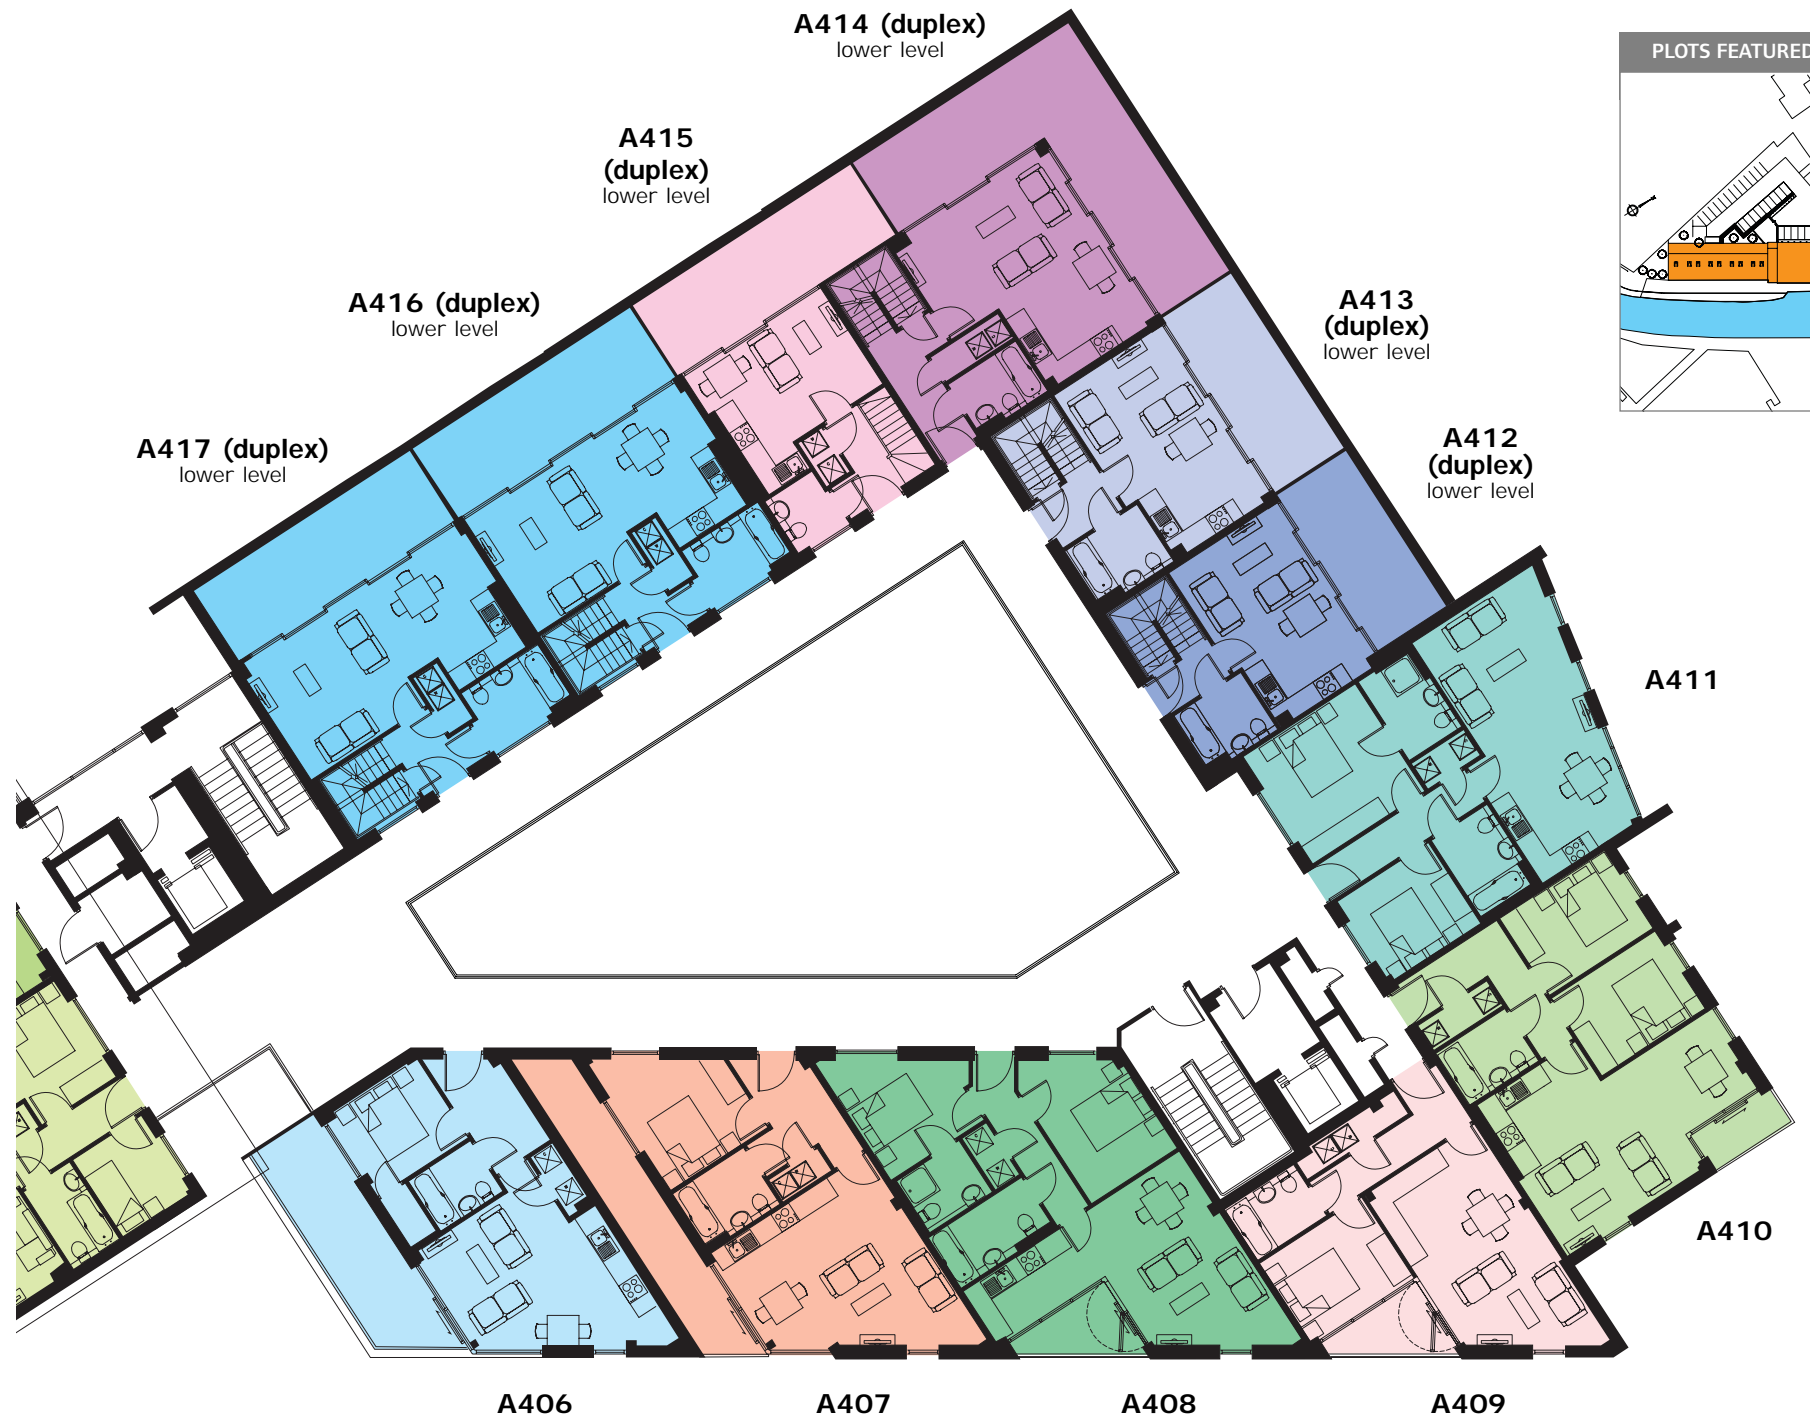 A414 (duplex)
lower level
PLOTS FEATURED
A415
(duplex)
lower level
A416 (duplex)
lower level
A413
(duplex)
lower level
A417 (duplex)
lower level
A412
(duplex)
lower level
A411
A410
A406
A407
A408
A409